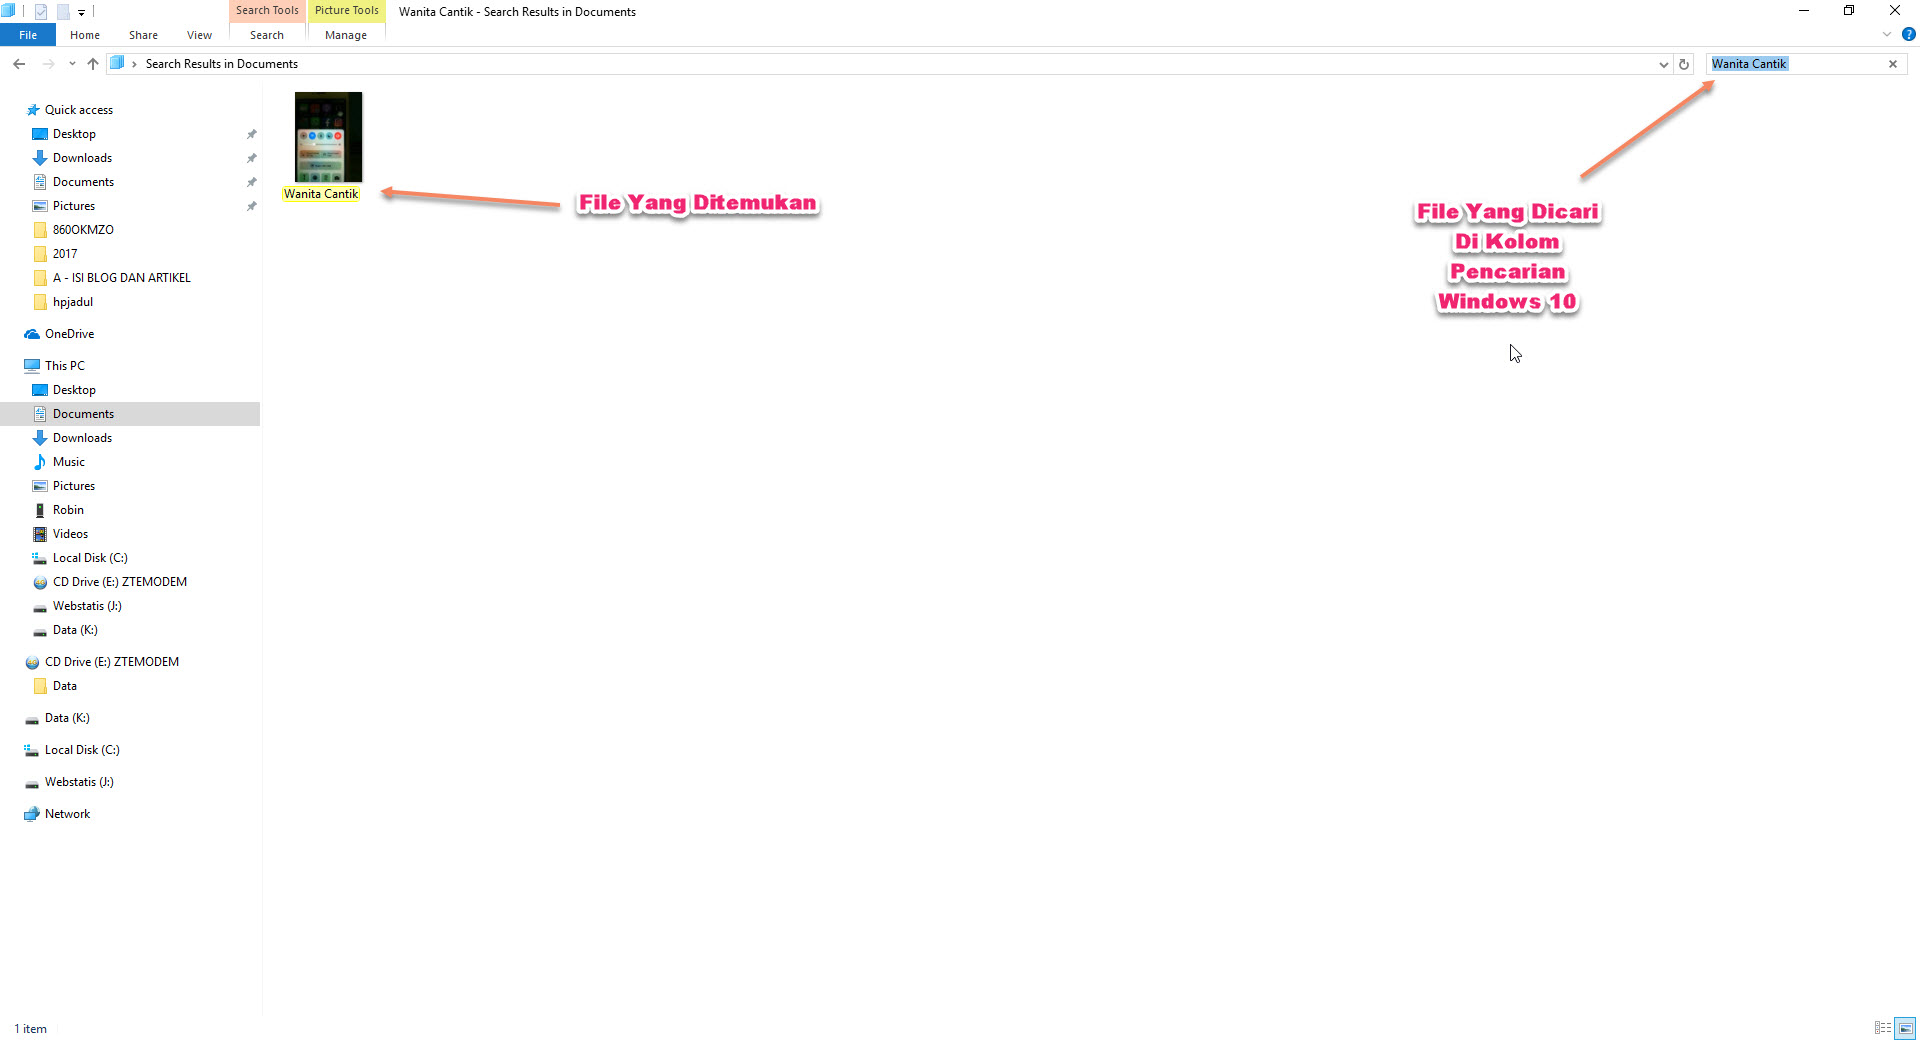 Search Tools
Picture Tools
Wanita Cantik - Search Results in Documents
File
Home
Share
View
Search
Manage
Search Results in Documents
Wanita Cantik
Quick access
Desktop
Downloads
Documents
Pictures
860OKMZO
2017
A - ISI BLOG DAN ARTIKEL
hpjadul
OneDrive
This PC
Desktop
Documents
Downloads
Music
Pictures
Robin
Videos
Local Disk (C:)
CD Drive (E:) ZTEMODEM
Webstatis (J:)
Data (K:)
CD Drive (E:) ZTEMODEM
Data
Data (K:)
Local Disk (C:)
Webstatis (J:)
Network
Wanita Cantik
File Yang Ditemukan
File Yang Dicari
Di Kolom
Pencarian
Windows 10
1 item